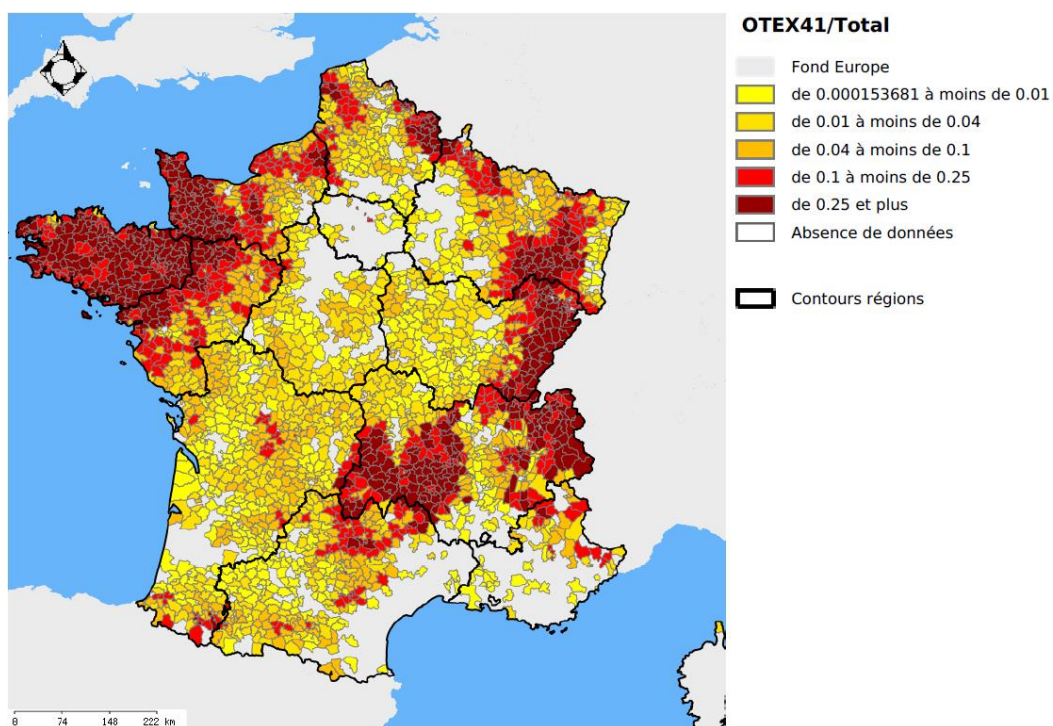 OTEX41/Total
Fond Europe
de 0.000153681 à moins de 0.01
de 0.01 à moins de 0.04
de 0.04 à moins de 0.1
de 0.1 à moins de 0.25
de 0.25 et plus
Absence de données
Contours régions
0 74 148 222 km